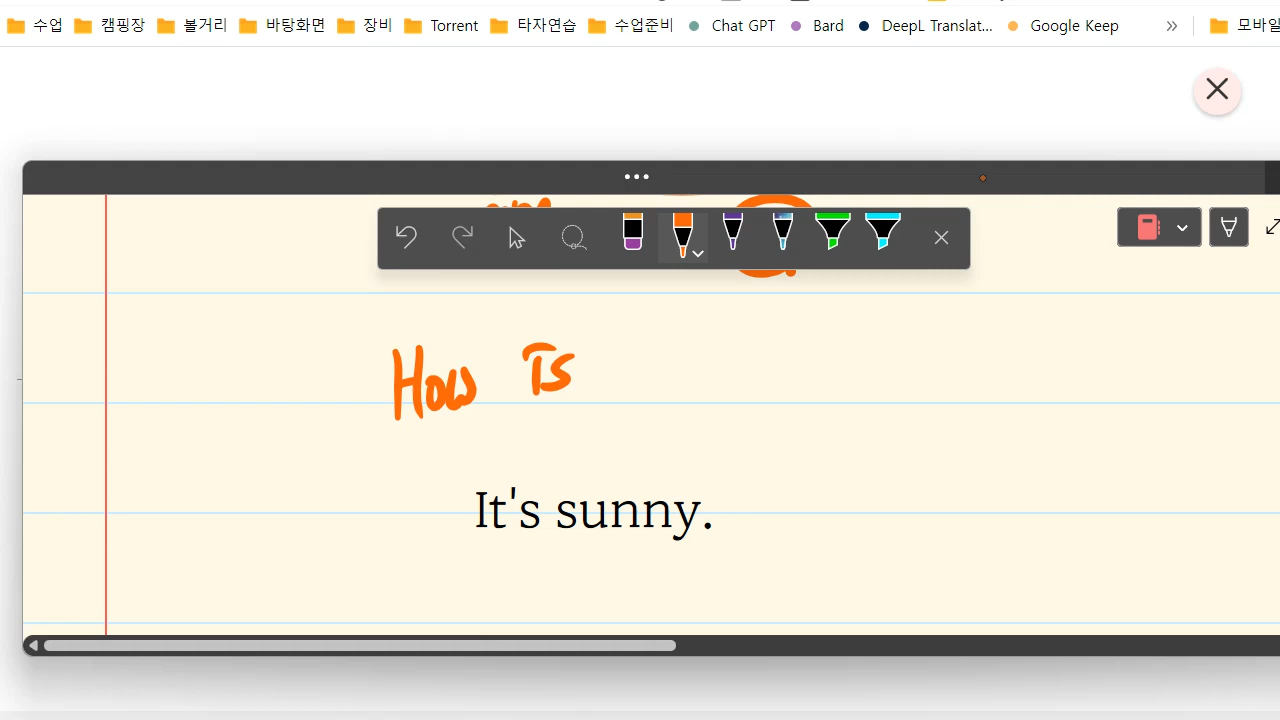 수업 캠핑장 볼거리 바탕화면 장비 Torrent 타자연습 수업준비 Chat GPT Bard DeepL Translat... Google Keep » 모바일
How is
It's sunny.